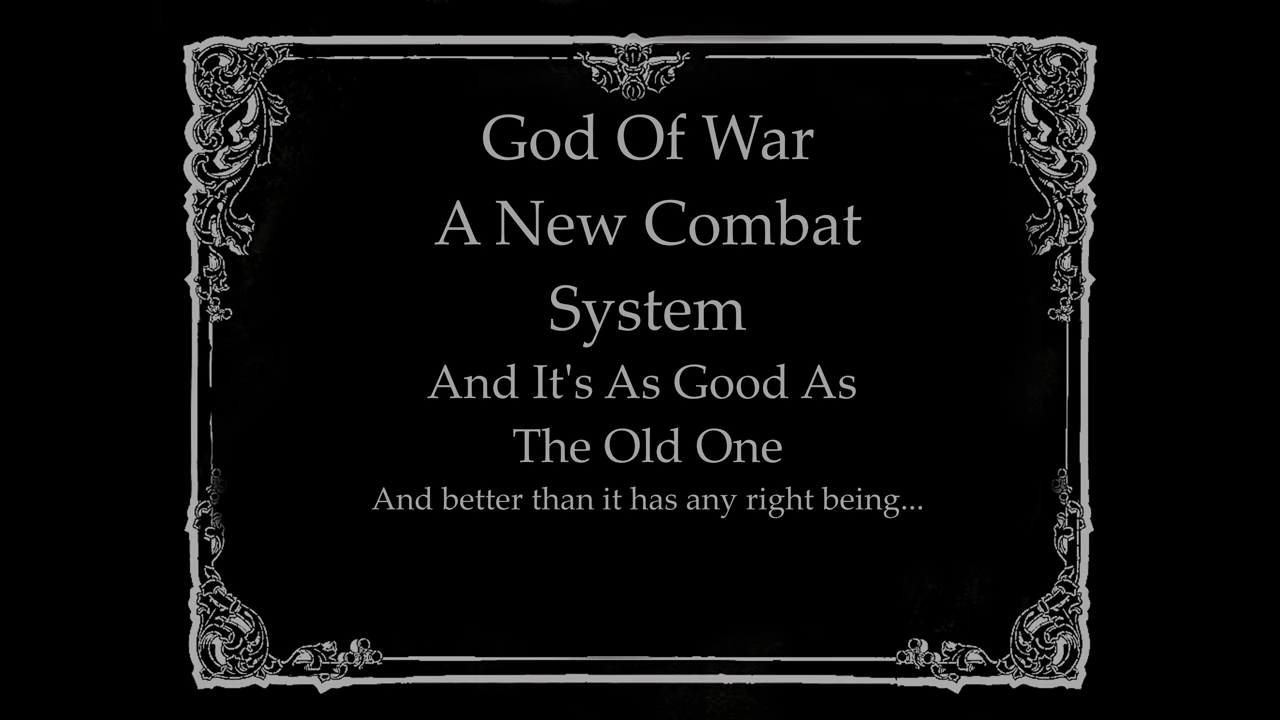 God Of War
A New Combat
System
And It's As Good As
The Old One
And better than it has any right being...